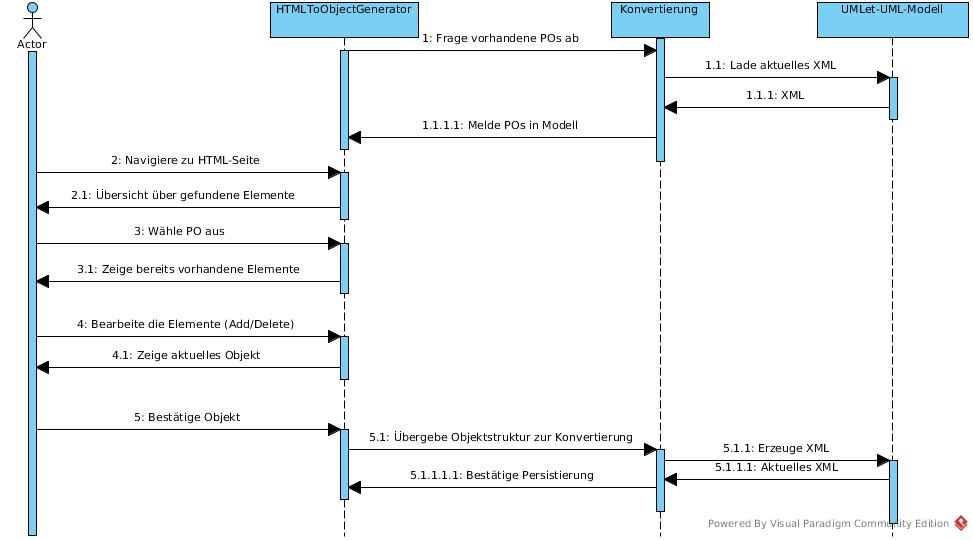 HTMLToObjectGenerator
Konvertierung
UMLet-UML-Modell
Actor
1: Frage vorhandene POs ab
1.1: Lade aktuelles XML
1.1.1: XML
1.1.1.1: Melde POs in Modell
2: Navigiere zu HTML-Seite
2.1: Übersicht über gefundene Elemente
3: Wähle PO aus
3.1: Zeige bereits vorhandene Elemente
4: Bearbeite die Elemente (Add/Delete)
4.1: Zeige aktuelles Objekt
5: Bestätige Objekt
5.1: Übergebe Objektstruktur zur Konvertierung
5.1.1: Erzeuge XML
5.1.1.1: Aktuelles XML
5.1.1.1.1: Bestätige Persistierung
Powered By Visual Paradigm Community Edition